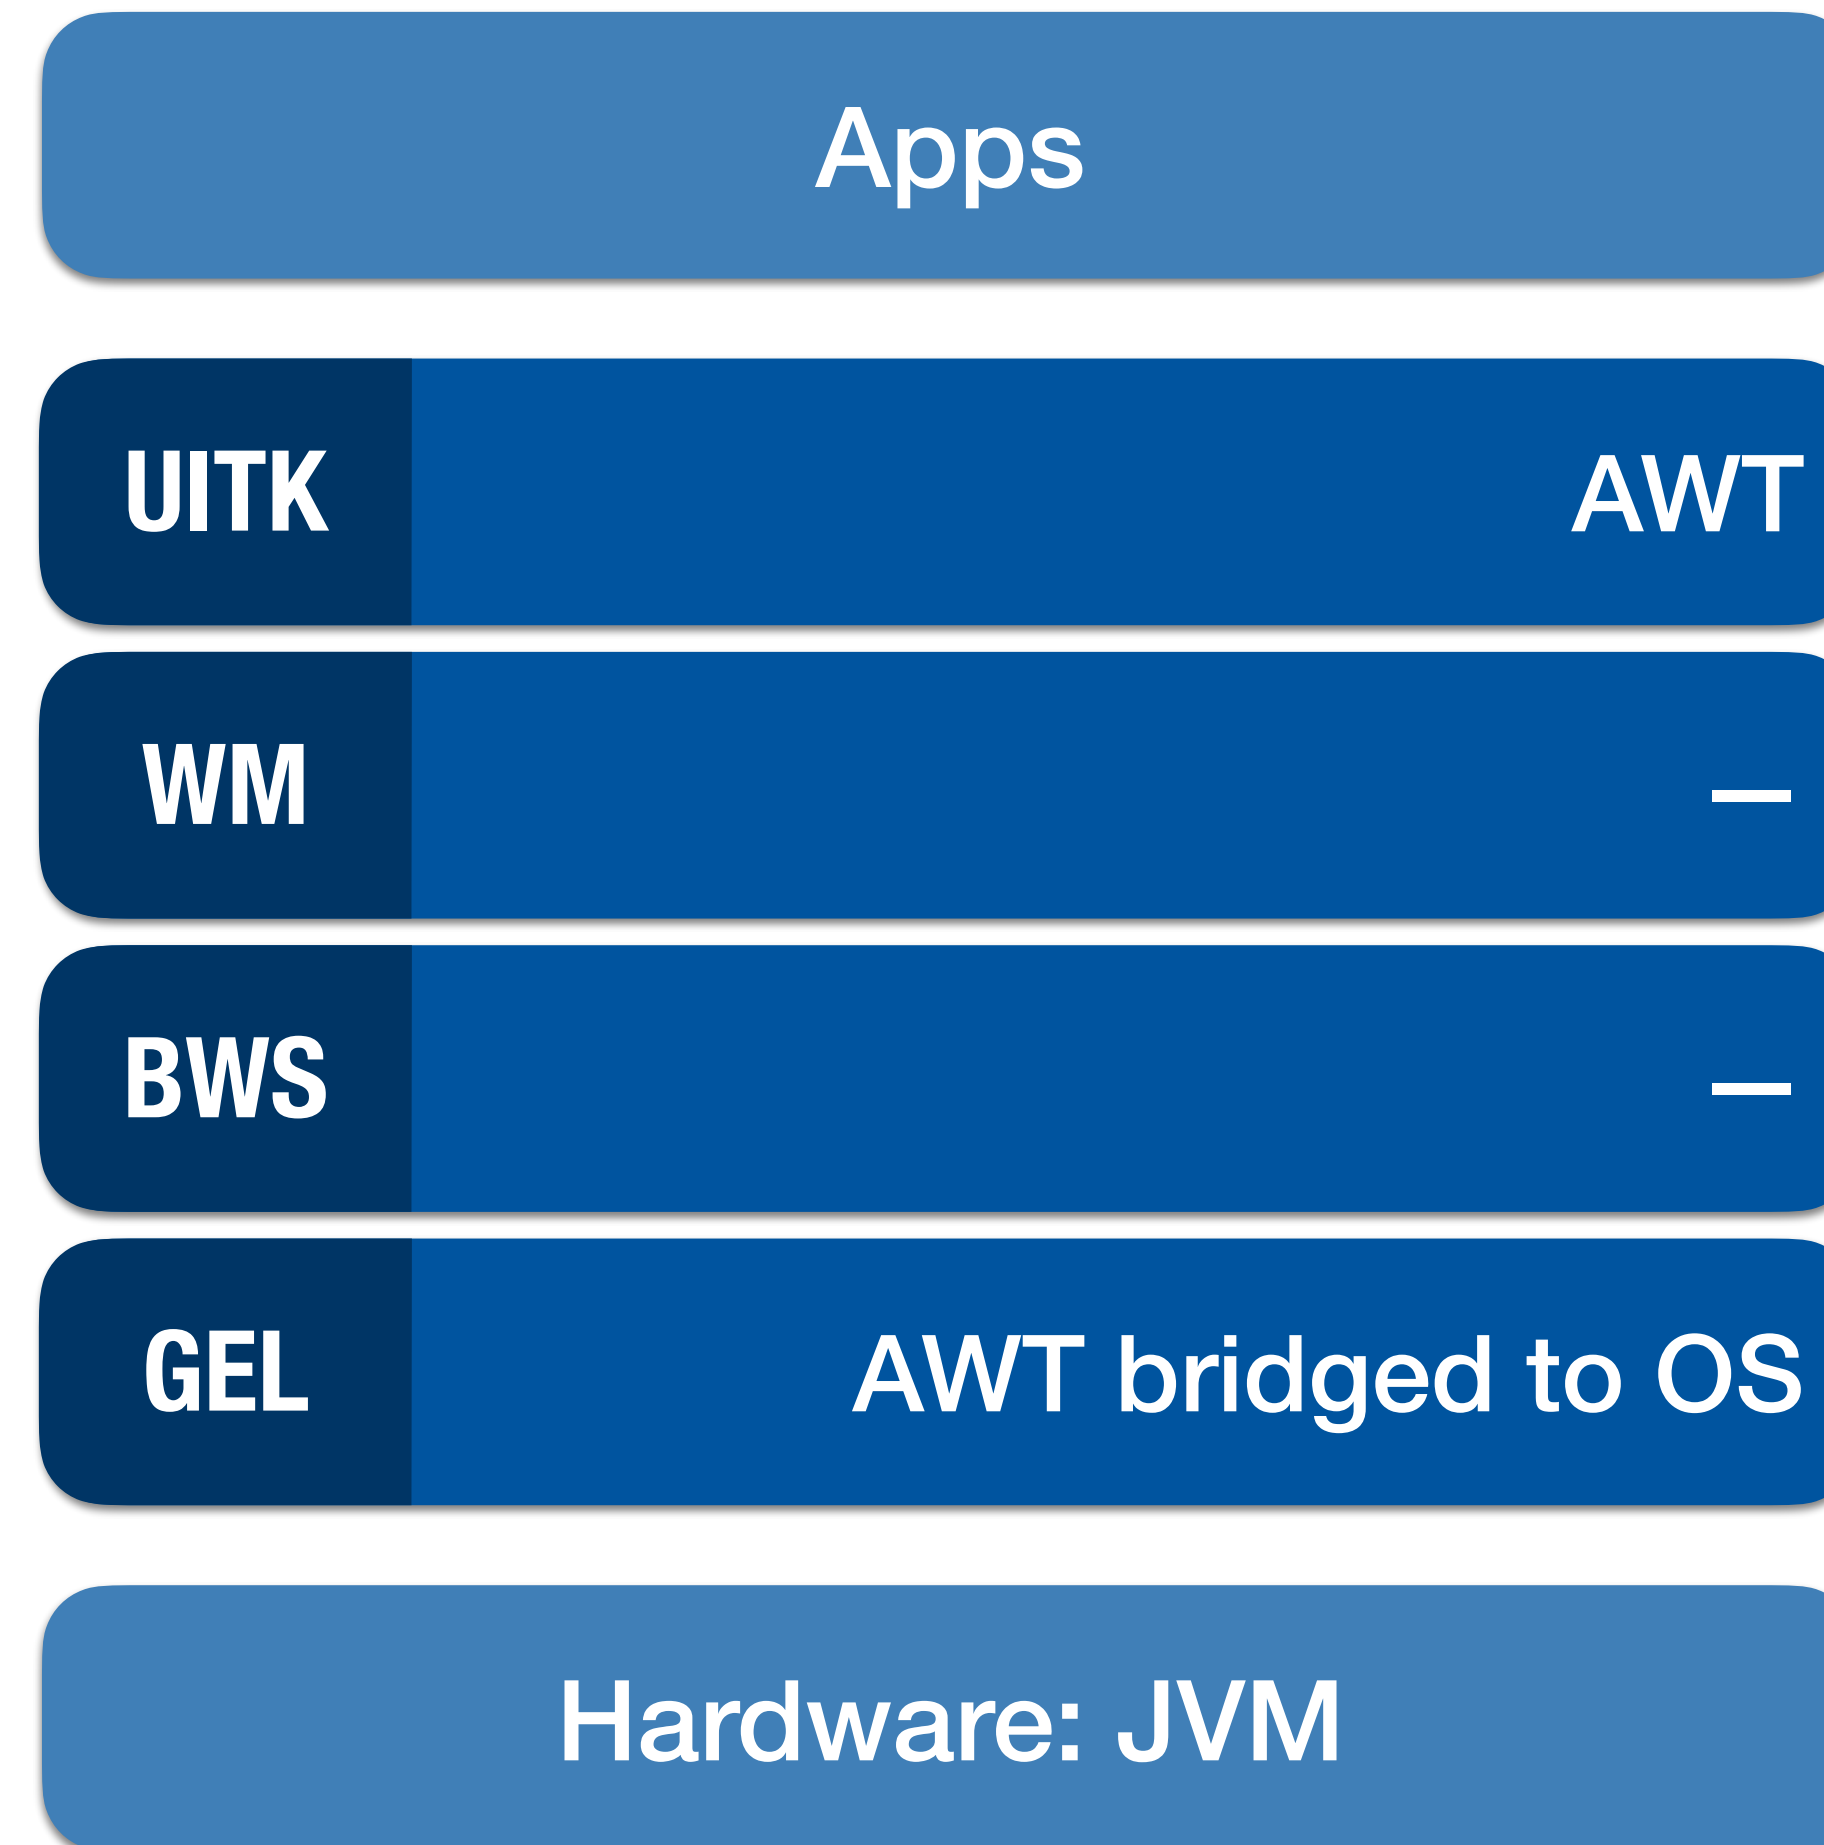 Apps
UITK AWT
WM –
BWS –
GEL AWT bridged to OS
Hardware: JVM